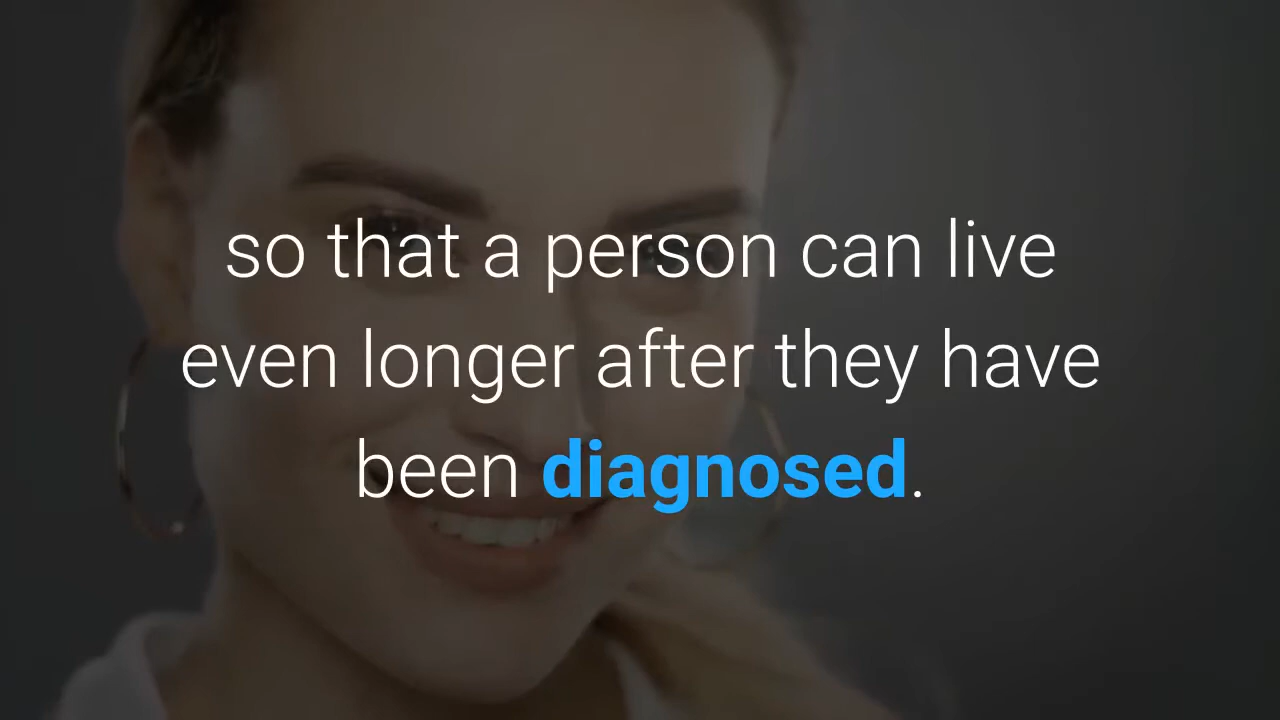 so that a person can live
even longer after they have
been diagnosed.